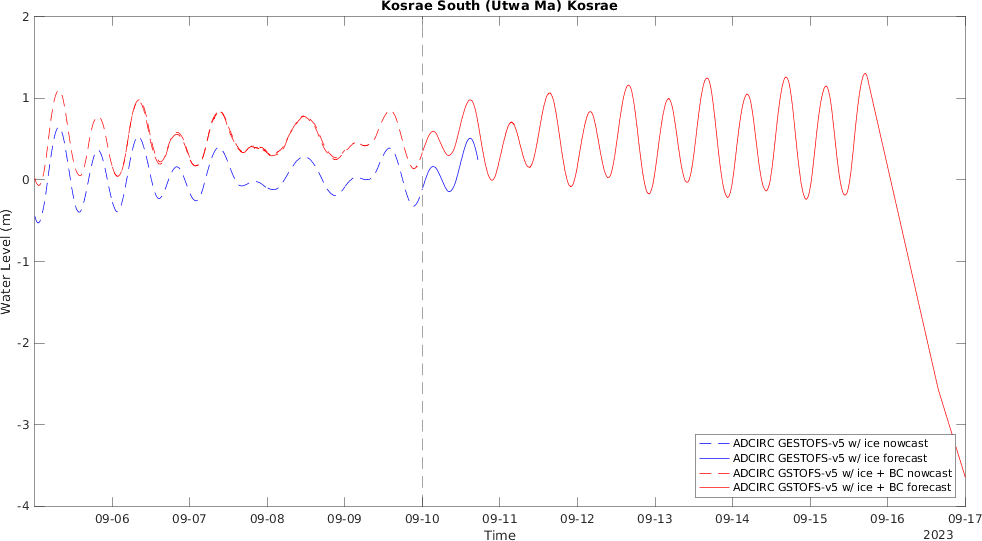 Kosrae South (Utwa Ma) Kosrae
2
1
0
-1
-2
-3
-4
Water Level (m)
ADCIRC GESTOFS-v5 w/ ice nowcast
ADCIRC GESTOFS-v5 w/ ice forecast
ADCIRC GSTOFS-v5 w/ ice + BC nowcast
ADCIRC GSTOFS-v5 w/ ice + BC forecast
09-06 09-07 09-08 09-09 09-10 09-11 09-12 09-13 09-14 09-15 09-16 09-17
Time
2023